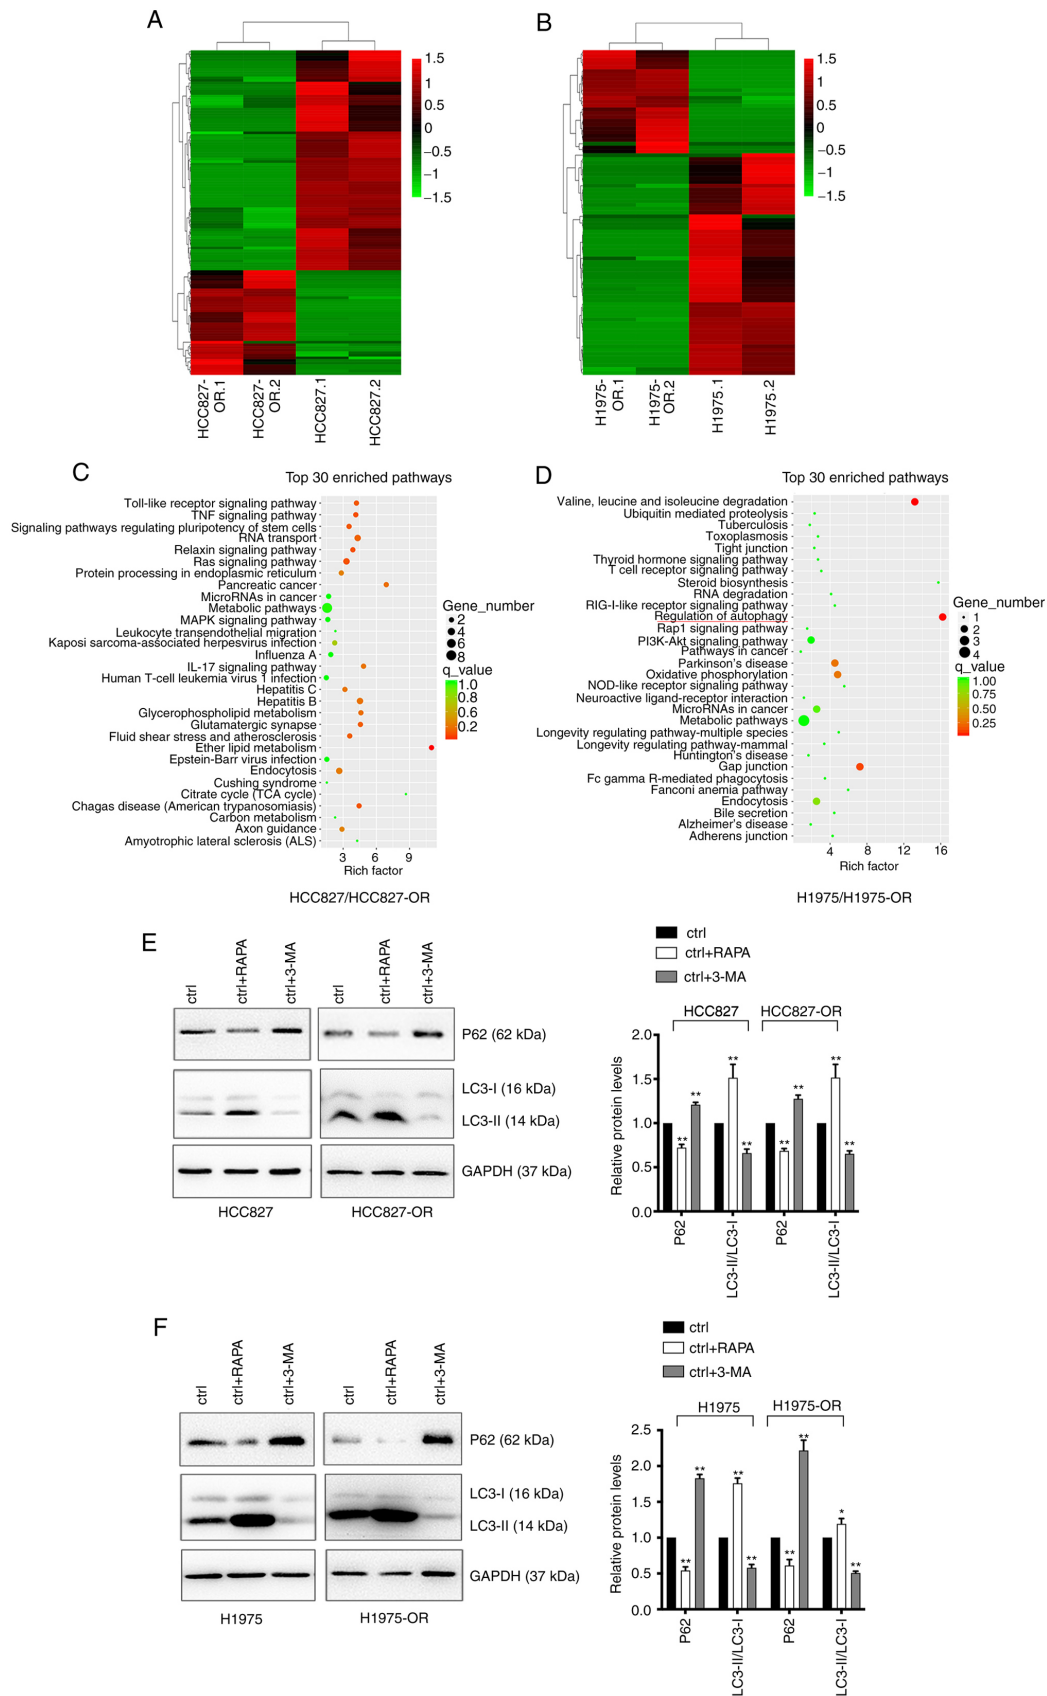 A
1.5
1
0.5
0
−0.5
−1
−1.5
HCC827-OR.1
HCC827-OR.2
HCC827.1
HCC827.2
B
1.5
1
0.5
0
−0.5
−1
−1.5
H1975-OR.1
H1975-OR.2
H1975.1
H1975.2
C
Top 30 enriched pathways
Toll-like receptor signaling pathway
TNF signaling pathway
Signaling pathways regulating pluripotency of stem cells
RNA transport
Relaxin signaling pathway
Ras signaling pathway
Protein processing in endoplasmic reticulum
Pancreatic cancer
MicroRNAs in cancer
Metabolic pathways
MAPK signaling pathway
Leukocyte transendothelial migration
Kaposi sarcoma-associated herpesvirus infection
Influenza A
IL-17 signaling pathway
Human T-cell leukemia virus 1 infection
Hepatitis C
Hepatitis B
Glycerophospholipid metabolism
Glutamatergic synapse
Fluid shear stress and atherosclerosis
Ether lipid metabolism
Epstein-Barr virus infection
Endocytosis
Cushing syndrome
Citrate cycle (TCA cycle)
Chagas disease (American trypanosomiasis)
Carbon metabolism
Axon guidance
Amyotrophic lateral sclerosis (ALS)
3 6 9
Rich factor
Gene_number
2
4
6
8
q_value
1.0
0.8
0.6
0.4
0.2
HCC827/HCC827-OR
D
Top 30 enriched pathways
Valine, leucine and isoleucine degradation
Ubiquitin mediated proteolysis
Tuberculosis
Toxoplasmosis
Tight junction
Thyroid hormone signaling pathway
T cell receptor signaling pathway
Steroid biosynthesis
RNA degradation
RIG-I-like receptor signaling pathway
Regulation of autophagy
Rap1 signaling pathway
PI3K-Akt signaling pathway
Pathways in cancer
Parkinson's disease
Oxidative phosphorylation
NOD-like receptor signaling pathway
Neuroactive ligand-receptor interaction
MicroRNAs in cancer
Metabolic pathways
Longevity regulating pathway-multiple species
Longevity regulating pathway-mammal
Huntington's disease
Gap junction
Fc gamma R-mediated phagocytosis
Fanconi anemia pathway
Endocytosis
Bile secretion
Alzheimer's disease
Adherens junction
4 8 12 16
Rich factor
Gene_number
1
2
3
4
q_value
1.00
0.75
0.50
0.25
H1975/H1975-OR
E
ctrl
ctrl+RAPA
ctrl+3-MA
ctrl
ctrl+RAPA
ctrl+3-MA
P62 (62 kDa)
LC3-I (16 kDa)
LC3-II (14 kDa)
GAPDH (37 kDa)
HCC827
HCC827-OR
ctrl
ctrl+RAPA
ctrl+3-MA
HCC827 HCC827-OR
Relative protein levels
2.0
1.5
1.0
0.5
0.0
**
**
**
**
**
**
**
**
P62
LC3-II/LC3-I
P62
LC3-II/LC3-I
F
ctrl
ctrl+RAPA
ctrl+3-MA
ctrl
ctrl+RAPA
ctrl+3-MA
P62 (62 kDa)
LC3-I (16 kDa)
LC3-II (14 kDa)
GAPDH (37 kDa)
H1975
H1975-OR
ctrl
ctrl+RAPA
ctrl+3-MA
H1975 H1975-OR
Relative protein levels
2.5
2.0
1.5
1.0
0.5
0.0
**
**
**
**
**
**
*
**
P62
LC3-II/LC3-I
P62
LC3-II/LC3-I